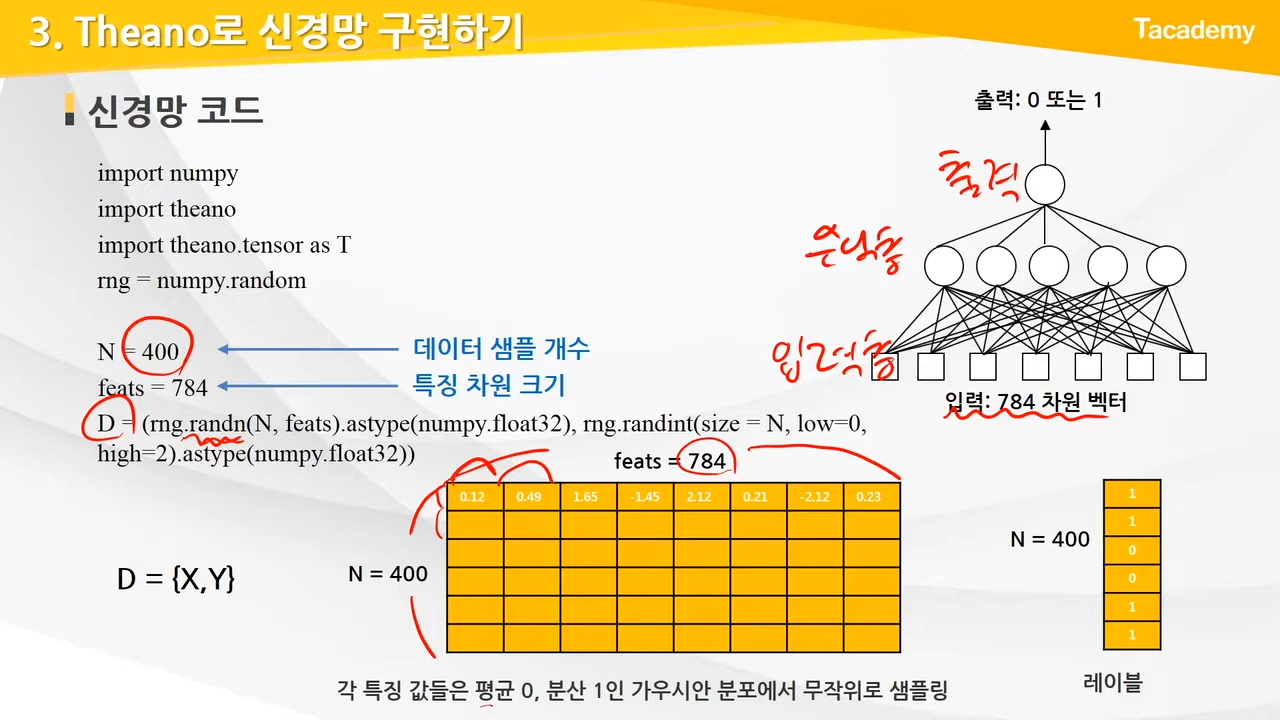 3. Theano로 신경망 구현하기
Tacademy
신경망 코드
import numpy
import theano
import theano.tensor as T
rng = numpy.random
N = 400
데이터 샘플 개수
feats = 784
특징 차원 크기
D = (rng.randn(N, feats).astype(numpy.float32), rng.randint(size = N, low=0,
high=2).astype(numpy.float32))
출력: 0 또는 1
출력
은닉층
입력층
입력: 784 차원 벡터
feats = 784
0.12 0.49 1.65 -1.45 2.12 0.21 -2.12 0.23
N = 400
D = {X,Y}
각 특징 값들은 평균 0, 분산 1인 가우시안 분포에서 무작위로 샘플링
N = 400
1
1
0
0
1
1
레이블